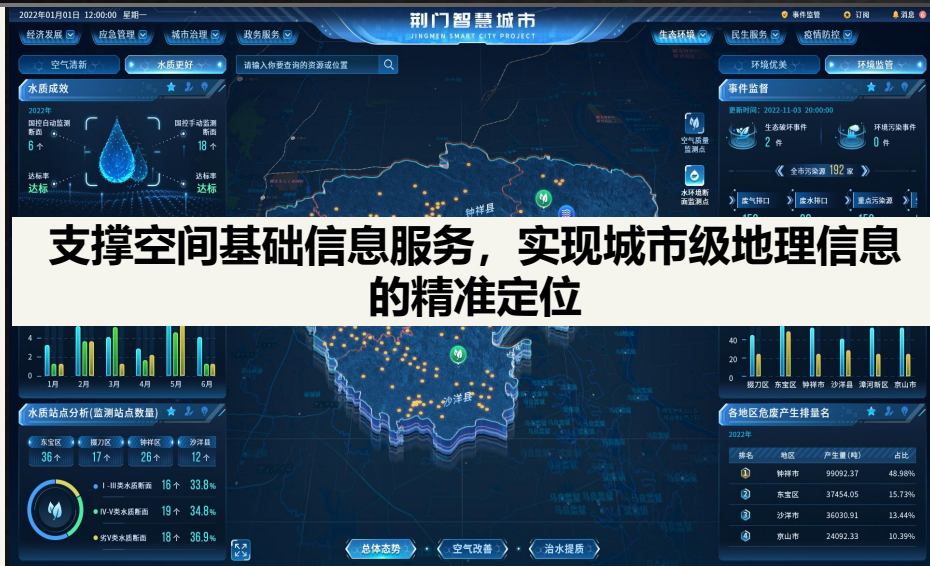 2022年01月01日 12:00:00 星期一
荆门智慧城市
JINGMEN SMART CITY PROJECT
事件监管 订阅 消息 6
经济发展 应急管理 城市治理 政务服务
生态环境 民生服务 疫情防控
空气清新 水质更好
请输入你要查询的资源或位置
环境优美 环境监管
水质成效
2022年
国控自动监测
断面
6个
国控手动监测
断面
18个
达标率
达标
达标率
达标
空气质量
监测点
水环境断
面监测点
钟祥县
事件监督
更新时间：2022-11-03 20:00:00
生态破坏事件
2 件
环境污染事件
0 件
全市污染源 192 家
废气排口 废水排口 重点污染源
支撑空间基础信息服务，实现城市级地理信息
的精准定位
4
2
0
1月 2月 3月 4月 5月 6月
沙洋县
40
20
0
掇刀区 东宝区 钟祥市 沙洋县 漳河新区 京山市
水质站点分析(监测站点数量)
东宝区 掇刀区 钟祥区 沙洋县
36个 17个 26个 12个
I-III类水质断面 16个 33.8%
IV-V类水质断面 19个 34.8%
劣V类水质断面 18个 36.9%
总体态势 空气改善 治水提质
各地区危废产生排量名
2022年
排名 地区 产生量(吨) 占比
1 钟祥市 99092.37 48.98%
2 东宝区 37454.05 15.73%
3 沙洋市 36030.91 13.44%
4 京山市 24092.33 10.39%